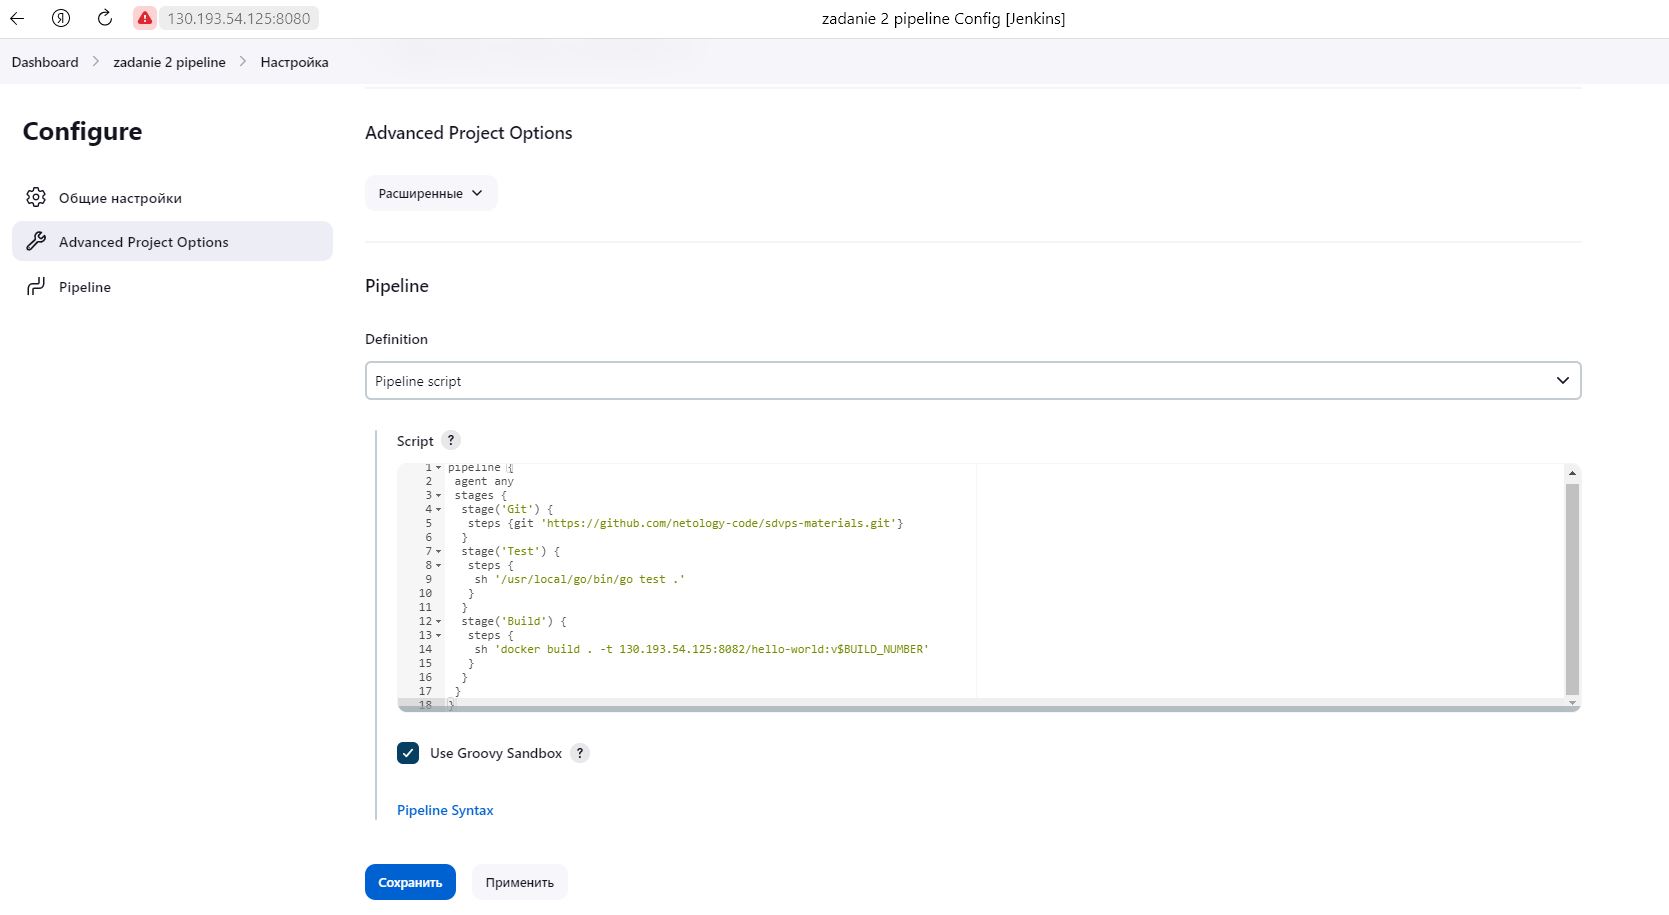 130.193.54.125:8080
zadanie 2 pipeline Config [Jenkins]
Dashboard
zadanie 2 pipeline
Настройка
Configure
Общие настройки
Advanced Project Options
Pipeline
Advanced Project Options
Расширенные
Pipeline
Definition
Pipeline script
Script ?
1 pipeline {
2 agent any
3 stages {
4 stage('Git') {
5 steps {git 'https://github.com/netology-code/sdvps-materials.git'}
6 }
7 stage('Test') {
8 steps {
9 sh '/usr/local/go/bin/go test .'
10 }
11 }
12 stage('Build') {
13 steps {
14 sh 'docker build . -t 130.193.54.125:8082/hello-world:v$BUILD_NUMBER'
15 }
16 }
17 }
18 }
Use Groovy Sandbox ?
Pipeline Syntax
Сохранить
Применить